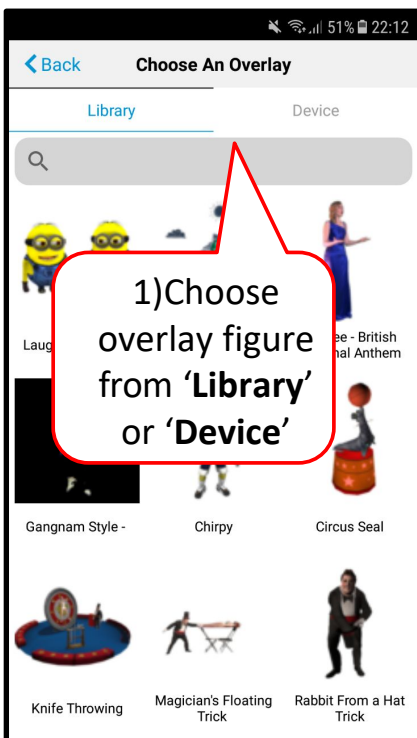 51% 22:12
Back Choose An Overlay
Library Device
1)Choose
overlay figure
from ‘Library’
or ‘Device’
Laug
ee - British
nal Anthem
Gangnam Style - Chirpy Circus Seal
Knife Throwing Magician's Floating Trick Rabbit From a Hat Trick